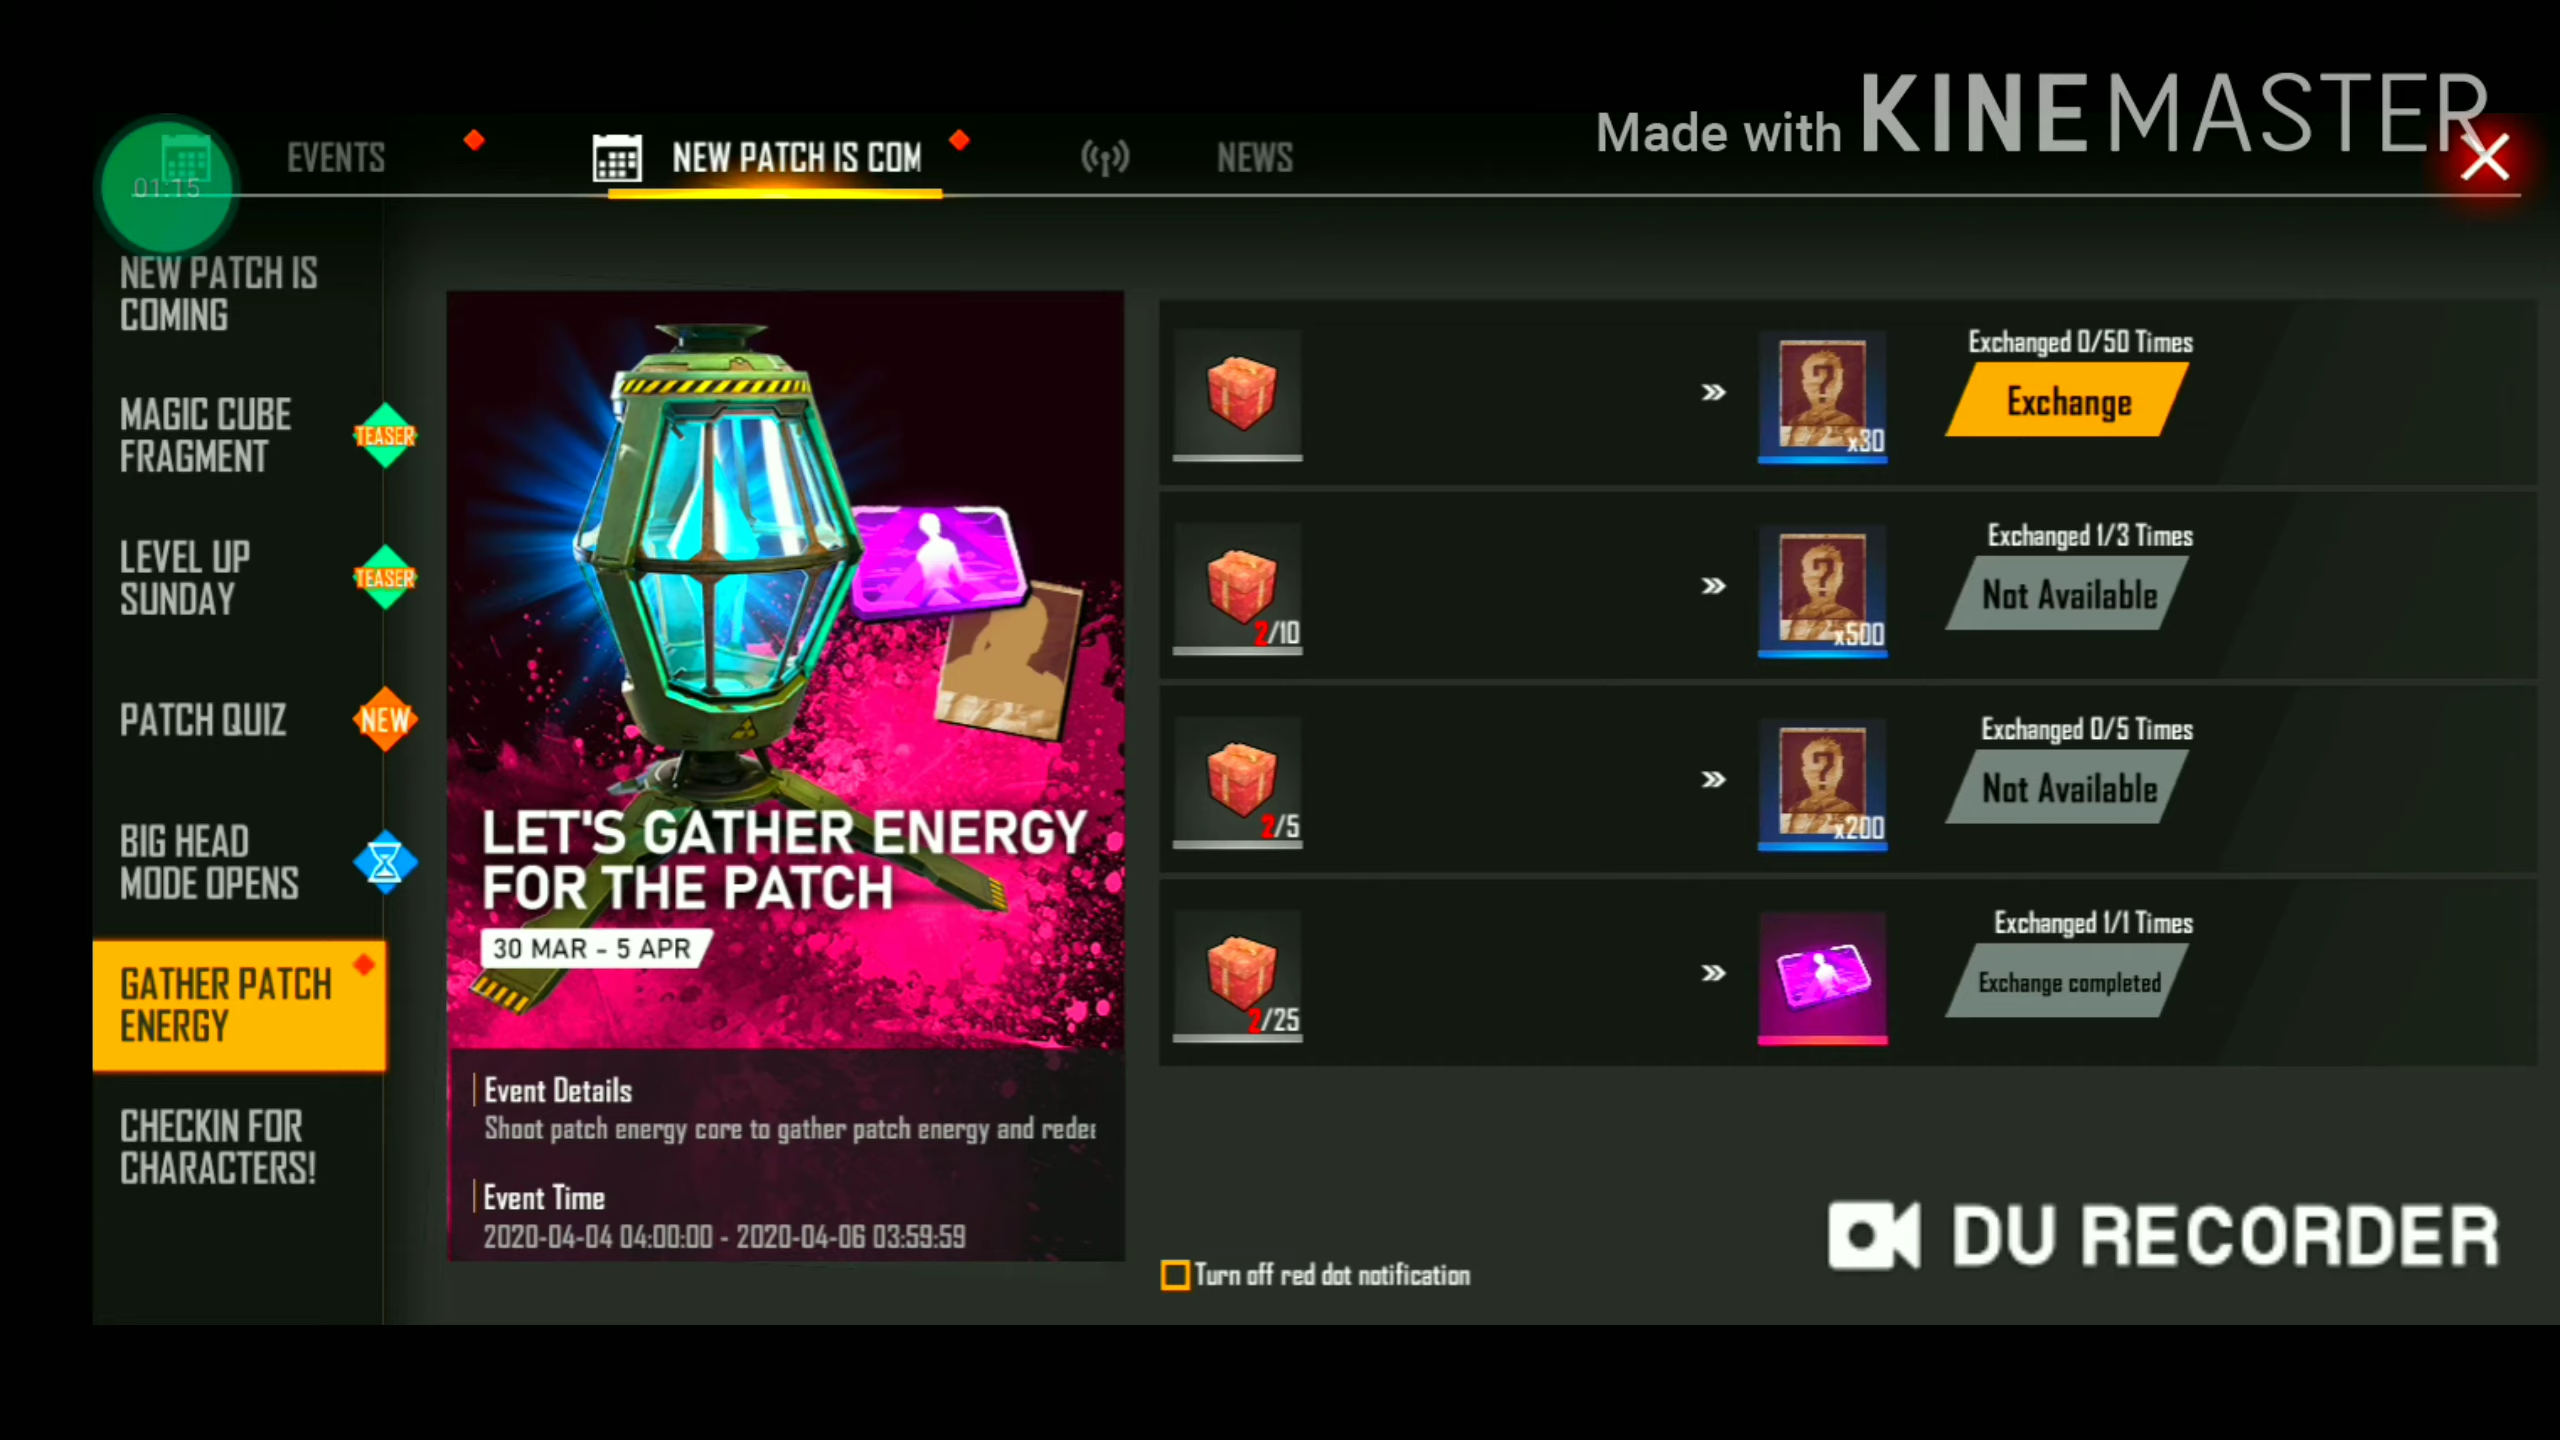 Made with KINEMASTER
01:15
EVENTS
NEW PATCH IS COM
NEWS
NEW PATCH IS
COMING
MAGIC CUBE
FRAGMENT
TEASER
LEVEL UP
SUNDAY
TEASER
PATCH QUIZ
NEW
BIG HEAD
MODE OPENS
GATHER PATCH
ENERGY
CHECKIN FOR
CHARACTERS!
LET'S GATHER ENERGY
FOR THE PATCH
30 MAR - 5 APR
Event Details
Shoot patch energy core to gather patch energy and redee
Event Time
2020-04-04 04:00:00 - 2020-04-06 03:59:59
x30
Exchanged 0/50 Times
Exchange
2/10
x500
Exchanged 1/3 Times
Not Available
2/5
x200
Exchanged 0/5 Times
Not Available
2/25
Exchanged 1/1 Times
Exchange completed
Turn off red dot notification
DU RECORDER